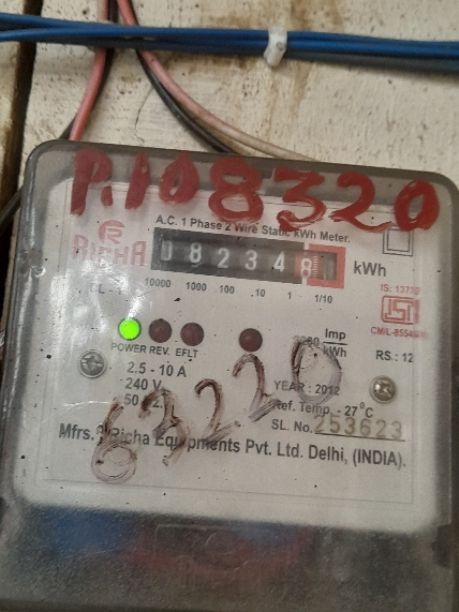 P.108320
A.C. 1 Phase 2 Wire Static kWh Meter.
RICHA
082348 kWh
10000 1000 100 10 1 1/10
IS: 13779
CM/L-8554
POWER REV. EFLT
Imp
kWh
RS.: 12
2.5 - 10 A
240 V
YEAR : 2012
Ref. Temp. - 27°C
SL. No. 253623
63220
Mfrs. Richa Equipments Pvt. Ltd. Delhi, (INDIA).